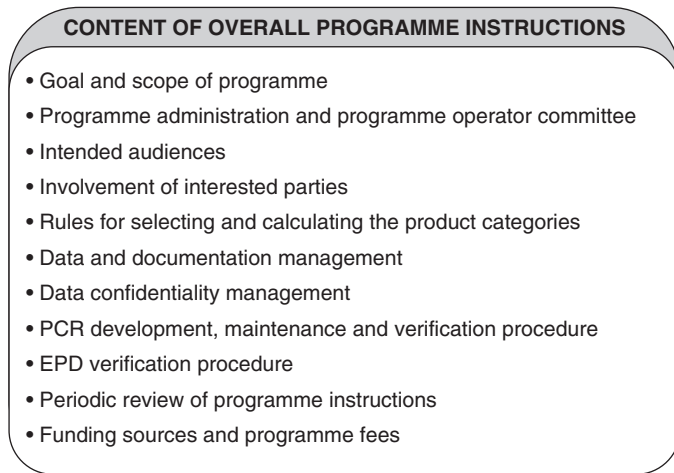 CONTENT OF OVERALL PROGRAMME INSTRUCTIONS
• Goal and scope of programme
• Programme administration and programme operator committee
• Intended audiences
• Involvement of interested parties
• Rules for selecting and calculating the product categories
• Data and documentation management
• Data confidentiality management
• PCR development, maintenance and verification procedure
• EPD verification procedure
• Periodic review of programme instructions
• Funding sources and programme fees